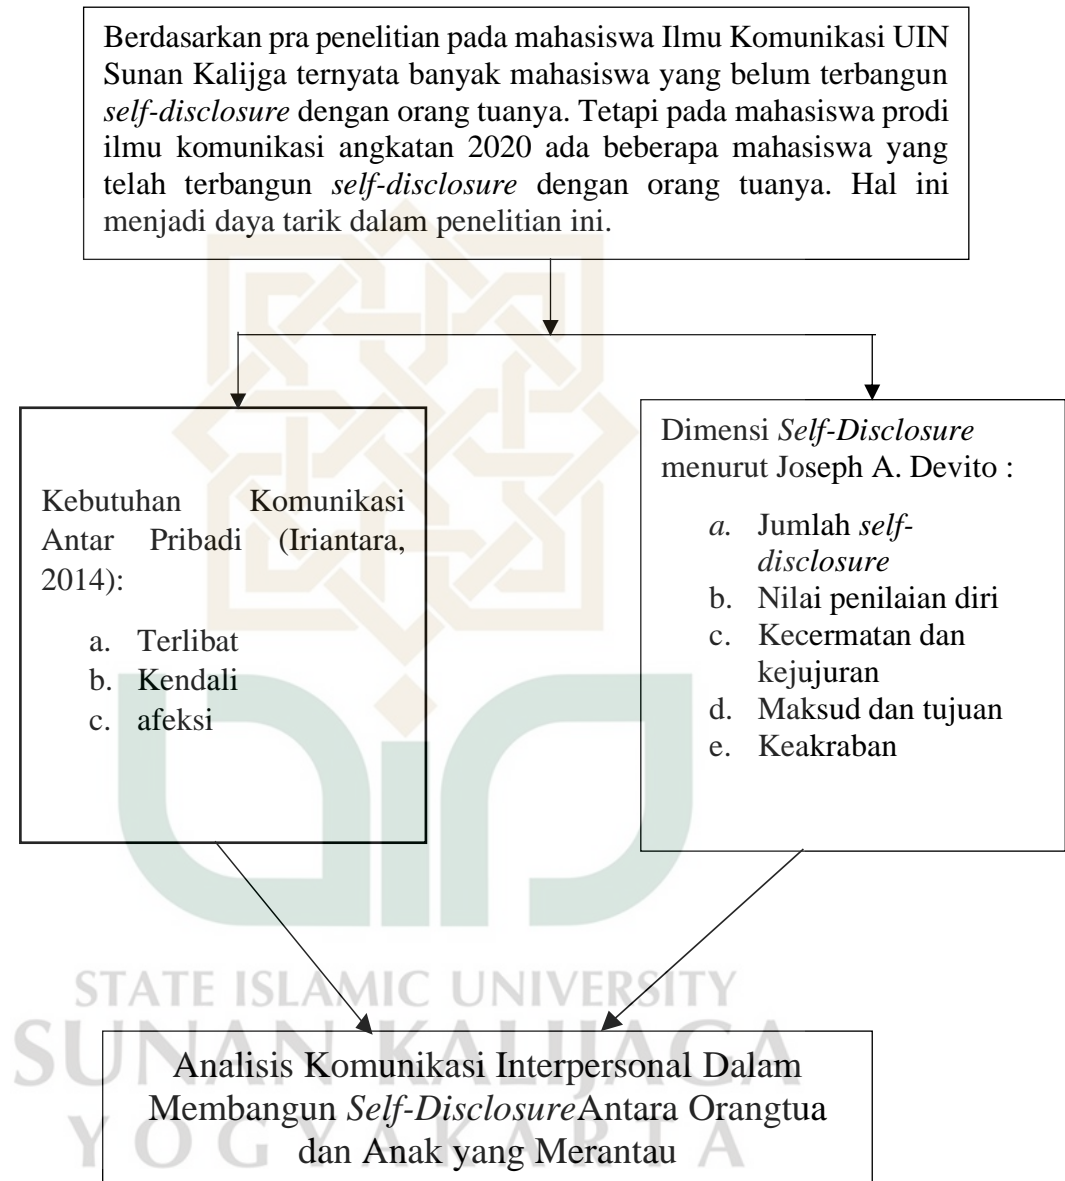 Berdasarkan pra penelitian pada mahasiswa Ilmu Komunikasi UIN
Sunan Kalijga ternyata banyak mahasiswa yang belum terbangun
self-disclosure dengan orang tuanya. Tetapi pada mahasiswa prodi
ilmu komunikasi angkatan 2020 ada beberapa mahasiswa yang
telah terbangun self-disclosure dengan orang tuanya. Hal ini
menjadi daya tarik dalam penelitian ini.
Kebutuhan Komunikasi
Antar Pribadi (Iriantara,
2014):
a. Terlibat
b. Kendali
c. afeksi
Dimensi Self-Disclosure
menurut Joseph A. Devito :
a. Jumlah self-
disclosure
b. Nilai penilaian diri
c. Kecermatan dan
kejujuran
d. Maksud dan tujuan
e. Keakraban
STATE ISLAMIC UNIVERSITY
SUNAN KALIJAGA
YOGYAKARTA
Analisis Komunikasi Interpersonal Dalam
Membangun Self-DisclosureAntara Orangtua
dan Anak yang Merantau